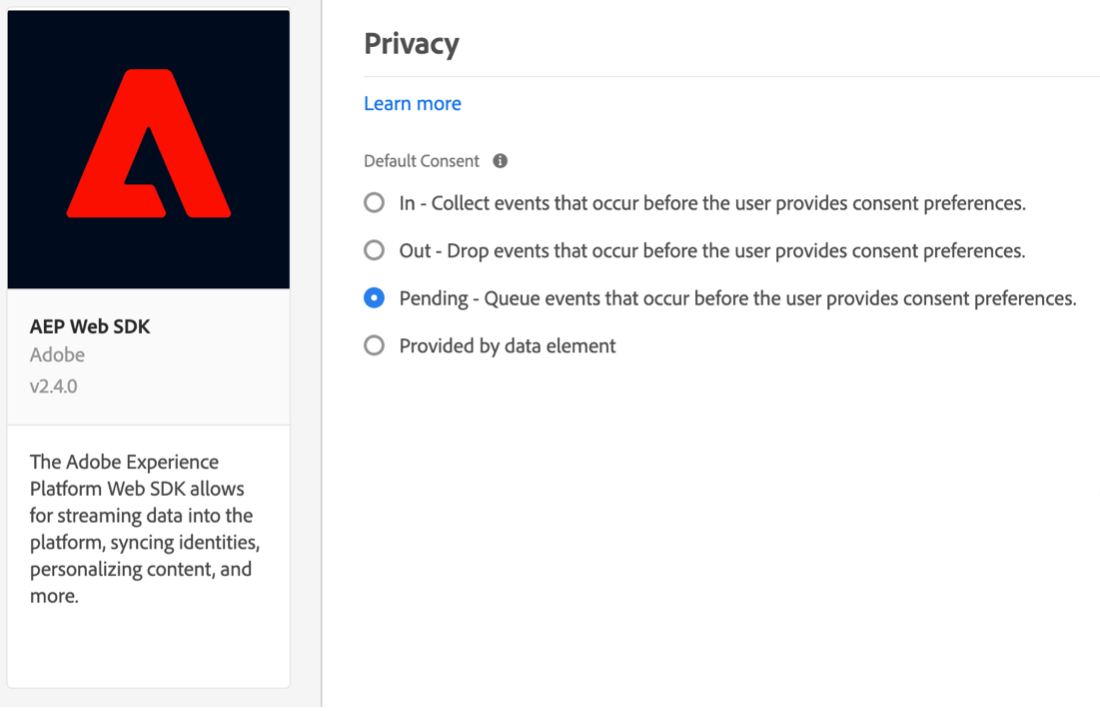 Privacy
Learn more
Default Consent
In - Collect events that occur before the user provides consent preferences.
Out - Drop events that occur before the user provides consent preferences.
Pending - Queue events that occur before the user provides consent preferences.
Provided by data element
AEP Web SDK
Adobe
v2.4.0
The Adobe Experience
Platform Web SDK allows
for streaming data into the
platform, syncing identities,
personalizing content, and
more.